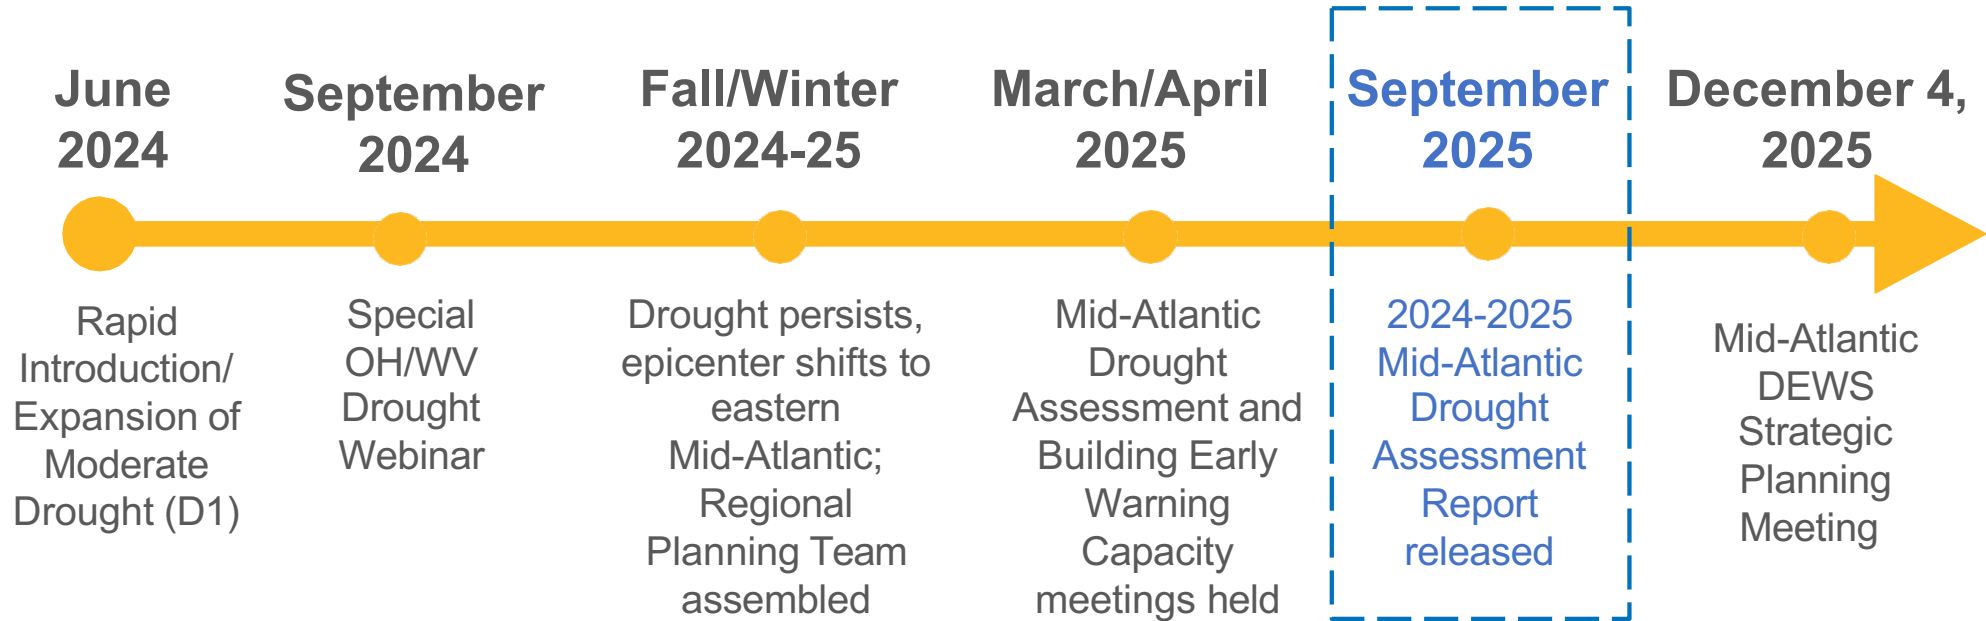 June
2024
Rapid
Introduction/
Expansion of
Moderate
Drought (D1)
September
2024
Special
OH/WV
Drought
Webinar
Fall/Winter
2024-25
Drought persists,
epicenter shifts to
eastern
Mid-Atlantic;
Regional
Planning Team
assembled
March/April
2025
Mid-Atlantic
Drought
Assessment and
Building Early
Warning
Capacity
meetings held
September
2025
2024-2025
Mid-Atlantic
Drought
Assessment
Report
released
December 4,
2025
Mid-Atlantic
DEWS
Strategic
Planning
Meeting